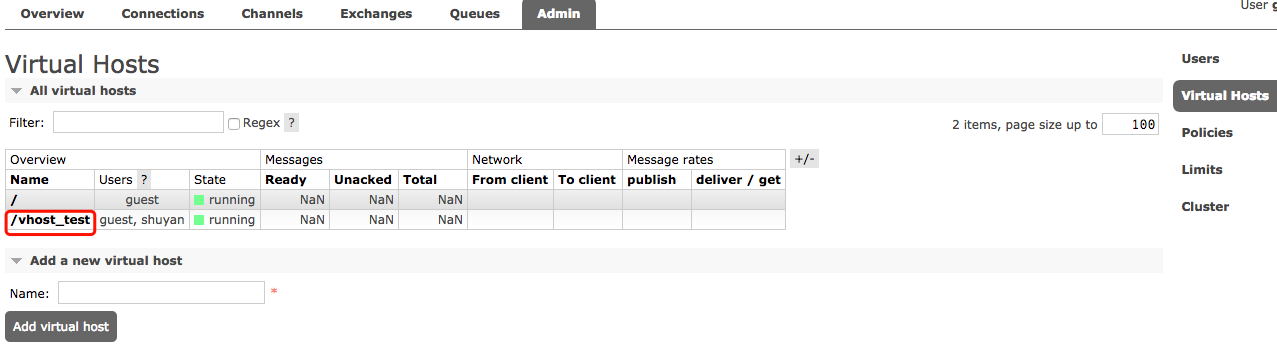 User g
Overview Connections Channels Exchanges Queues Admin
Virtual Hosts
All virtual hosts
Filter: Regex ? 2 items, page size up to 100
Overview Messages Network Message rates +/-
Name Users ? State Ready Unacked Total From client To client publish deliver / get
/ guest running NaN NaN NaN
/vhost_test guest, shuyan running NaN NaN NaN
Add a new virtual host
Name: *
Add virtual host
Users
Virtual Hosts
Policies
Limits
Cluster